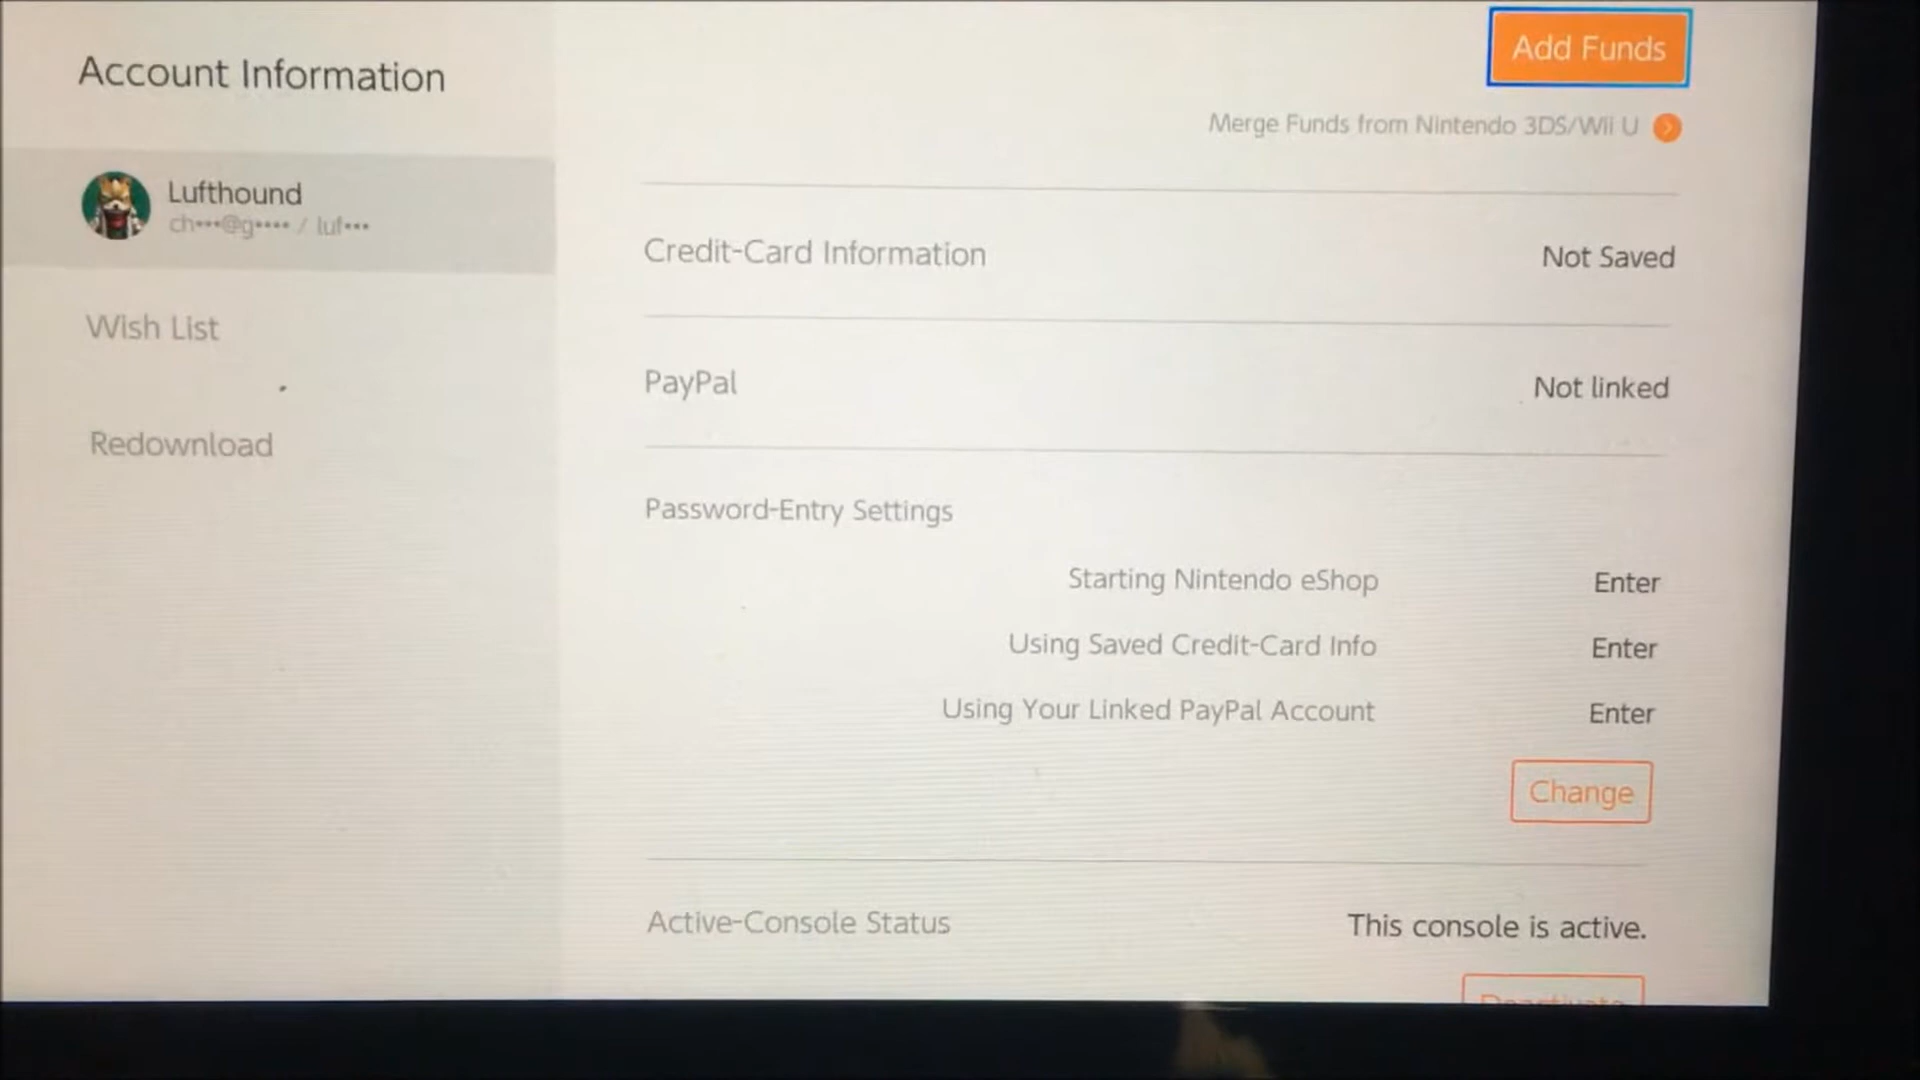 Account Information
Lufthound
ch•••@g•••• / luf•••
Wish List
Redownload
Add Funds
Merge Funds from Nintendo 3DS/Wii U
Credit-Card Information Not Saved
PayPal Not linked
Password-Entry Settings
Starting Nintendo eShop Enter
Using Saved Credit-Card Info Enter
Using Your Linked PayPal Account Enter
Change
Active-Console Status This console is active.